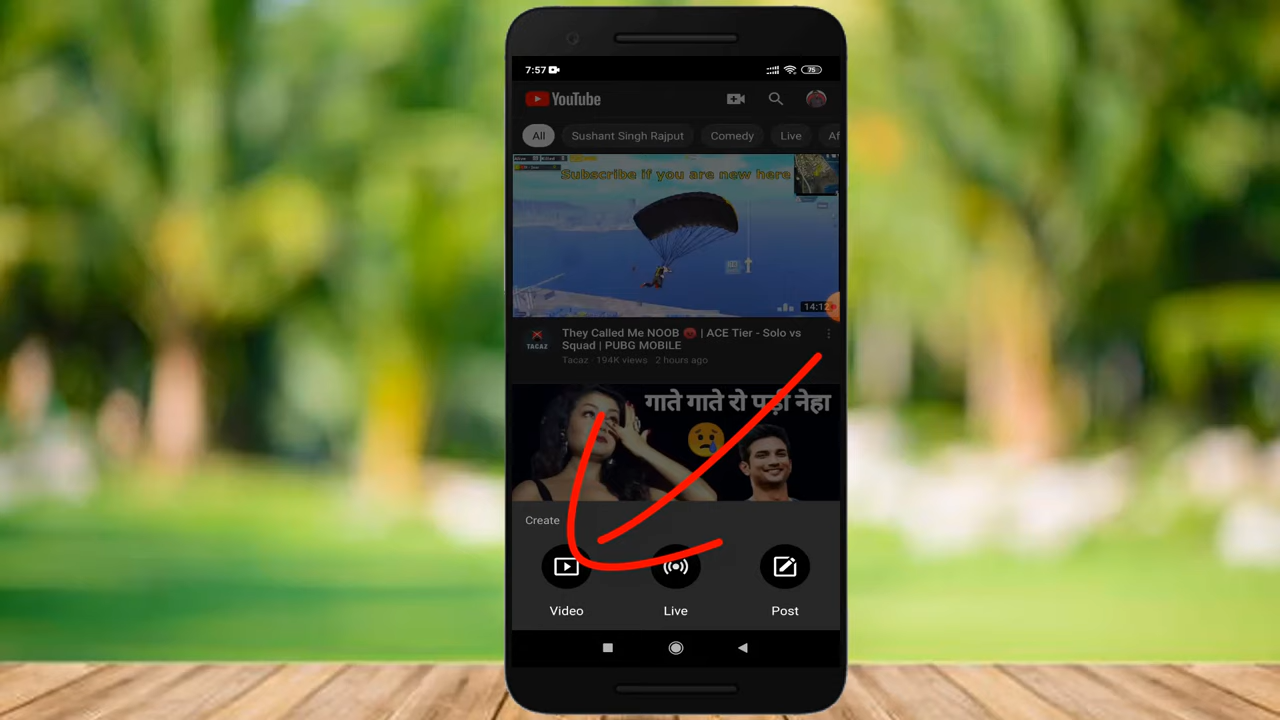 7:57
75
YouTube
All
Sushant Singh Rajput
Comedy
Live
Af
Subscribe if you are new here
14:12
They Called Me NOOB | ACE Tier - Solo vs
Squad | PUBG MOBILE
TACAZ
Tacaz · 194K views · 2 hours ago
गाते गाते रो पड़ी नेहा
Create
Video
Live
Post